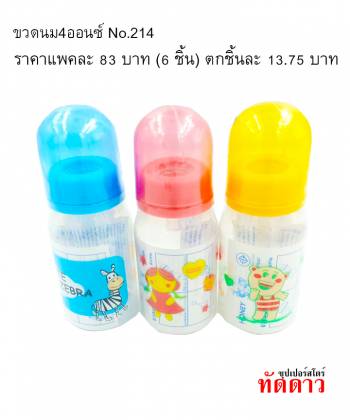 ขวดนม4ออนซ์ No.214
ราคาแพคละ 83 บาท (6 ชิ้น) ตกชิ้นละ 13.75 บาท
ZEBRA
HONEY
ซุปเปอร์สโตร์
ทัดดาว